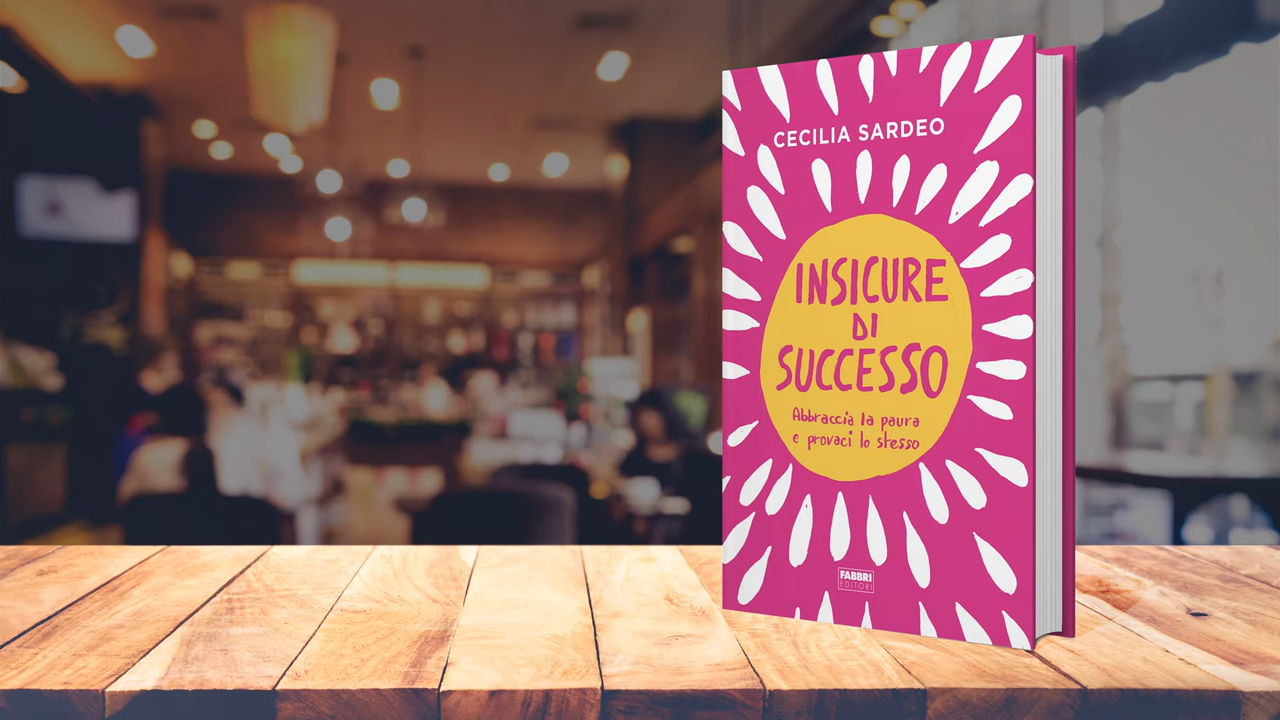 CECILIA SARDEO
INSICURE
DI
SUCCESSO
Abbraccia la paura
e provaci lo stesso
FABBRI
EDITORI